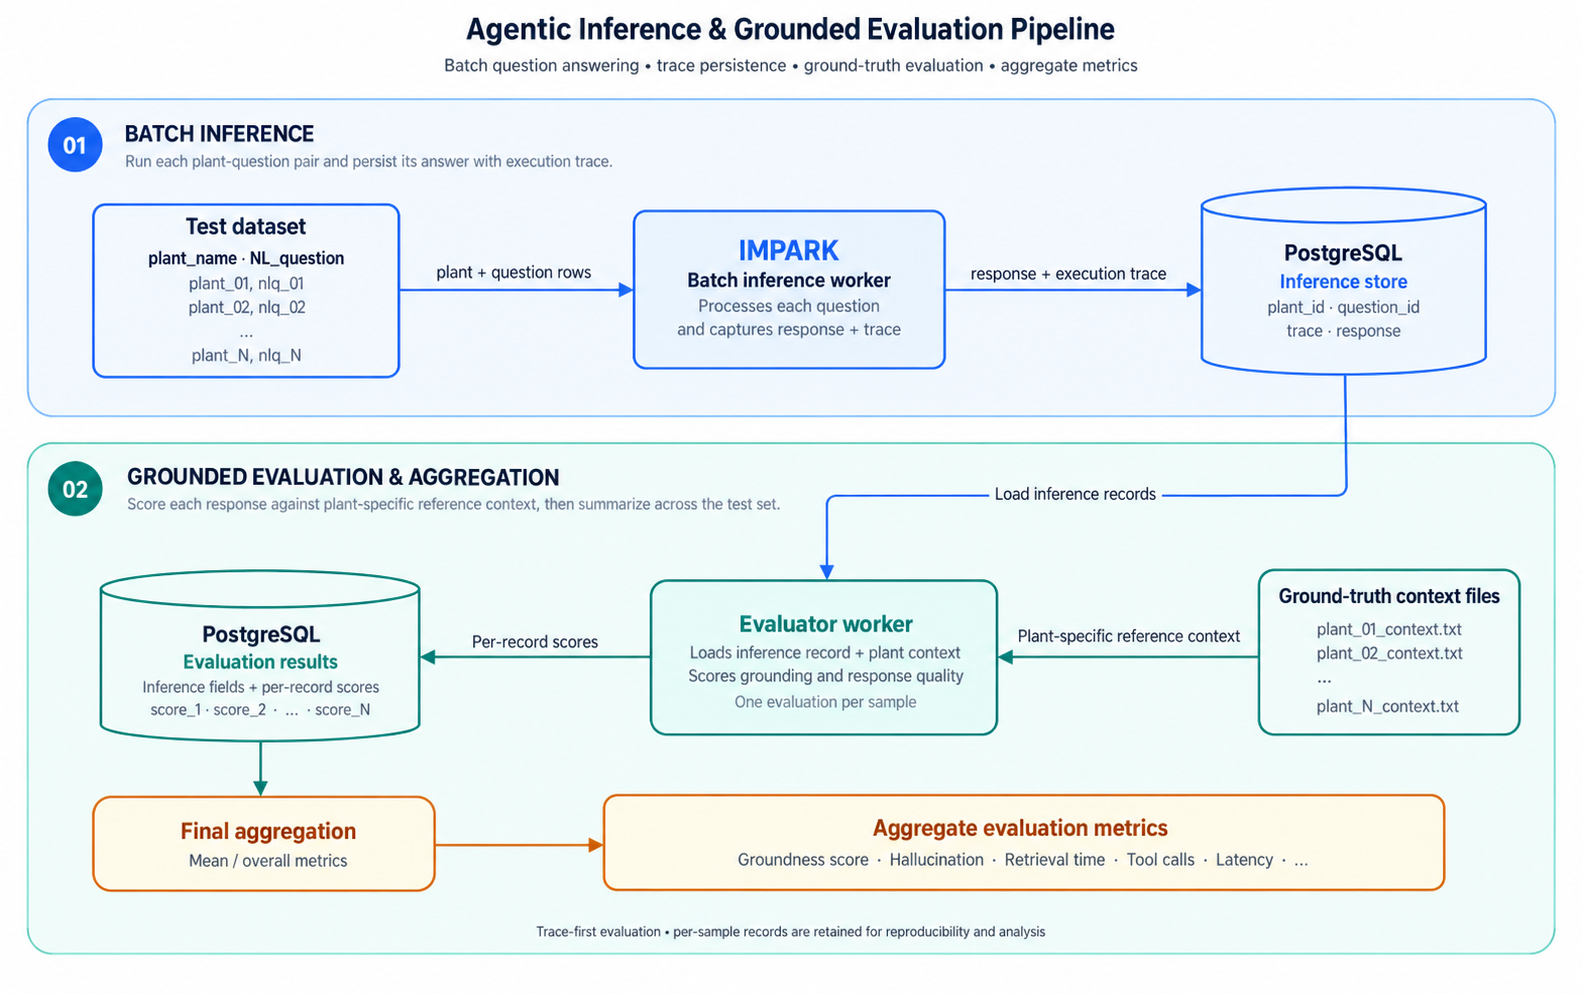 Agentic Inference & Grounded Evaluation Pipeline
Batch question answering • trace persistence • ground-truth evaluation • aggregate metrics
01
BATCH INFERENCE
Run each plant-question pair and persist its answer with execution trace.
Test dataset
plant_name · NL_question
plant_01, nlq_01
plant_02, nlq_02
...
plant_N, nlq_N
plant + question rows
IMPARK
Batch inference worker
Processes each question
and captures response + trace
response + execution trace
PostgreSQL
Inference store
plant_id · question_id
trace · response
02
GROUNDED EVALUATION & AGGREGATION
Score each response against plant-specific reference context, then summarize across the test set.
Load inference records
PostgreSQL
Evaluation results
Inference fields + per-record scores
score_1 · score_2 · ... · score_N
Per-record scores
Evaluator worker
Loads inference record + plant context
Scores grounding and response quality
One evaluation per sample
Plant-specific reference context
Ground-truth context files
plant_01_context.txt
plant_02_context.txt
...
plant_N_context.txt
Final aggregation
Mean / overall metrics
Aggregate evaluation metrics
Groundness score · Hallucination · Retrieval time · Tool calls · Latency · ...
Trace-first evaluation • per-sample records are retained for reproducibility and analysis